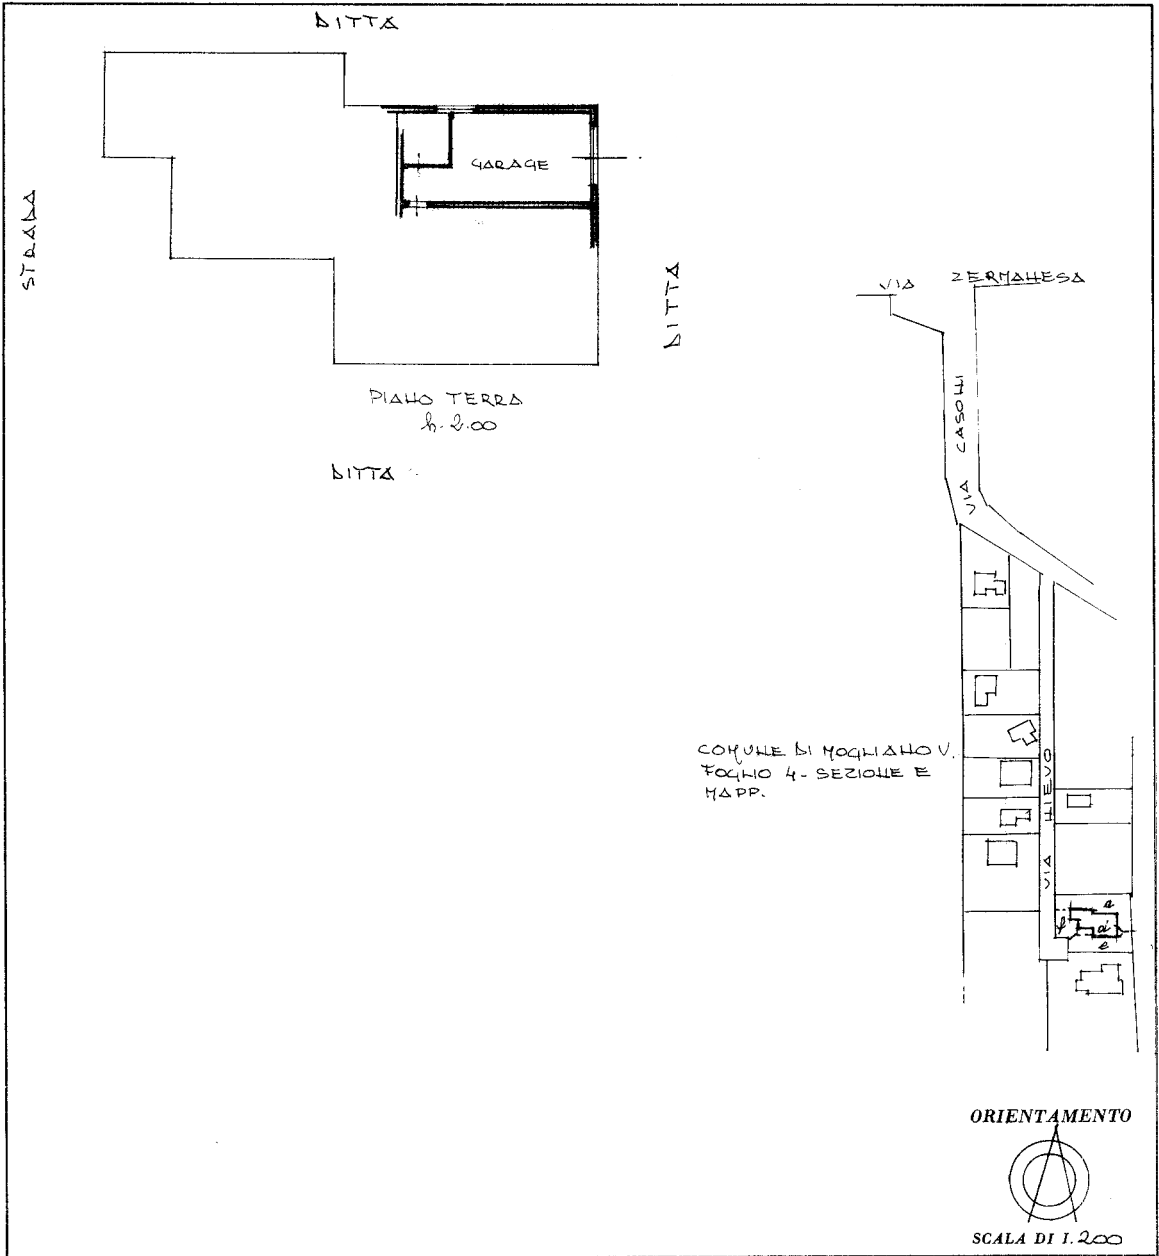 DITTA
STRADA
GARAGE
DITTA
PIANO TERRA
h. 2.00
DITTA
VIA ZERMANESA
VIA CASONI
COMUNE DI MOGLIANO V.
FOGLIO 4 - SEZIONE E
MAPP.
VIA NIEVO
a
f
d
e
ORIENTAMENTO
SCALA DI 1.200